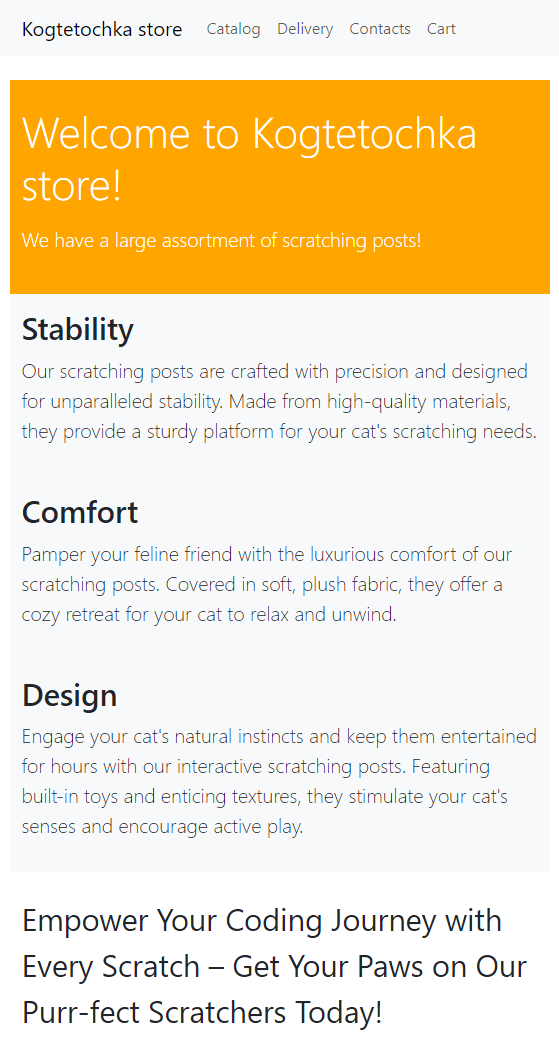 Kogtetochka store Catalog Delivery Contacts Cart
Welcome to Kogtetochka
store!
We have a large assortment of scratching posts!
Stability
Our scratching posts are crafted with precision and designed
for unparalleled stability. Made from high-quality materials,
they provide a sturdy platform for your cat's scratching needs.
Comfort
Pamper your feline friend with the luxurious comfort of our
scratching posts. Covered in soft, plush fabric, they offer a
cozy retreat for your cat to relax and unwind.
Design
Engage your cat's natural instincts and keep them entertained
for hours with our interactive scratching posts. Featuring
built-in toys and enticing textures, they stimulate your cat's
senses and encourage active play.
Empower Your Coding Journey with
Every Scratch – Get Your Paws on Our
Purr-fect Scratchers Today!